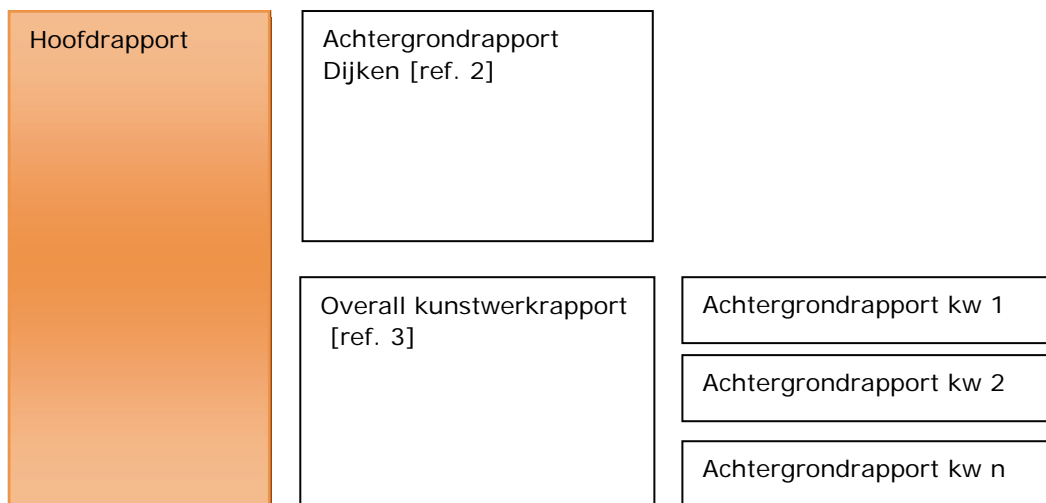 Hoofdrapport
Achtergrondrapport
Dijken [ref. 2]
Overall kunstwerkrapport
[ref. 3]
Achtergrondrapport kw 1
Achtergrondrapport kw 2
Achtergrondrapport kw n